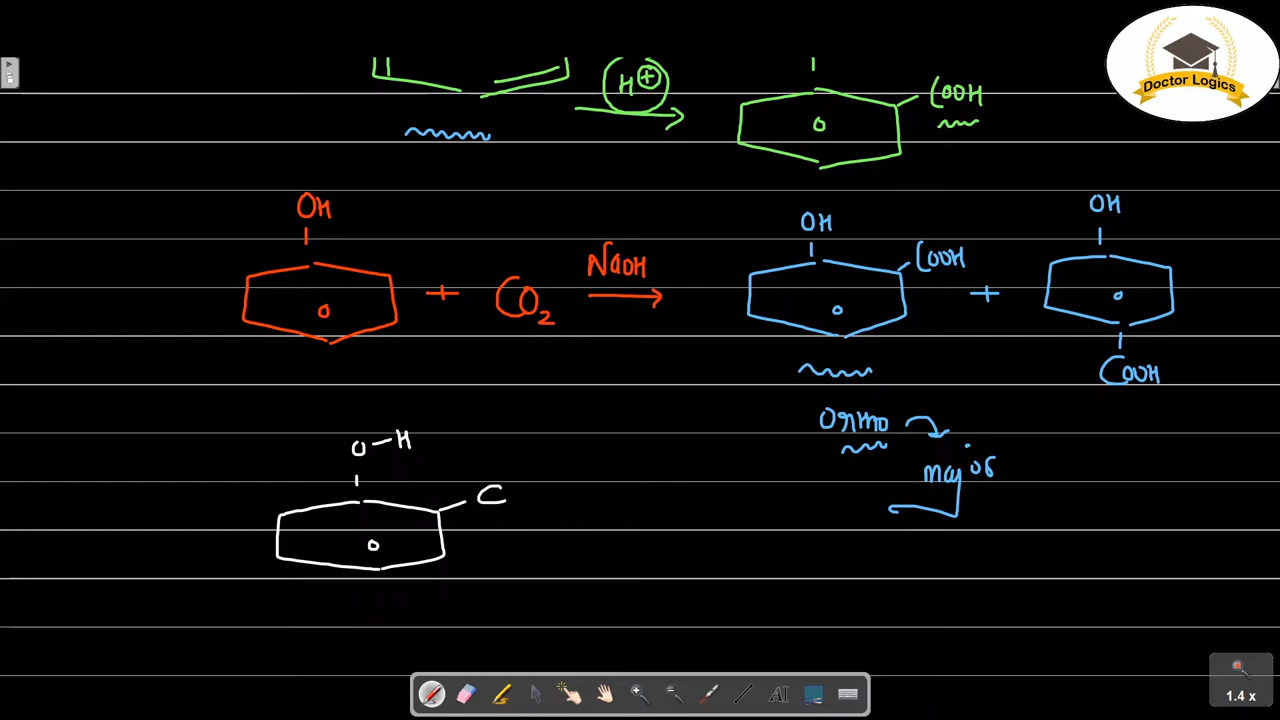 Doctor Logics
H+
COOH
OH + CO2 NaOH OH COOH + OH COOH
Ortho
major
O-H
C
1.4 x